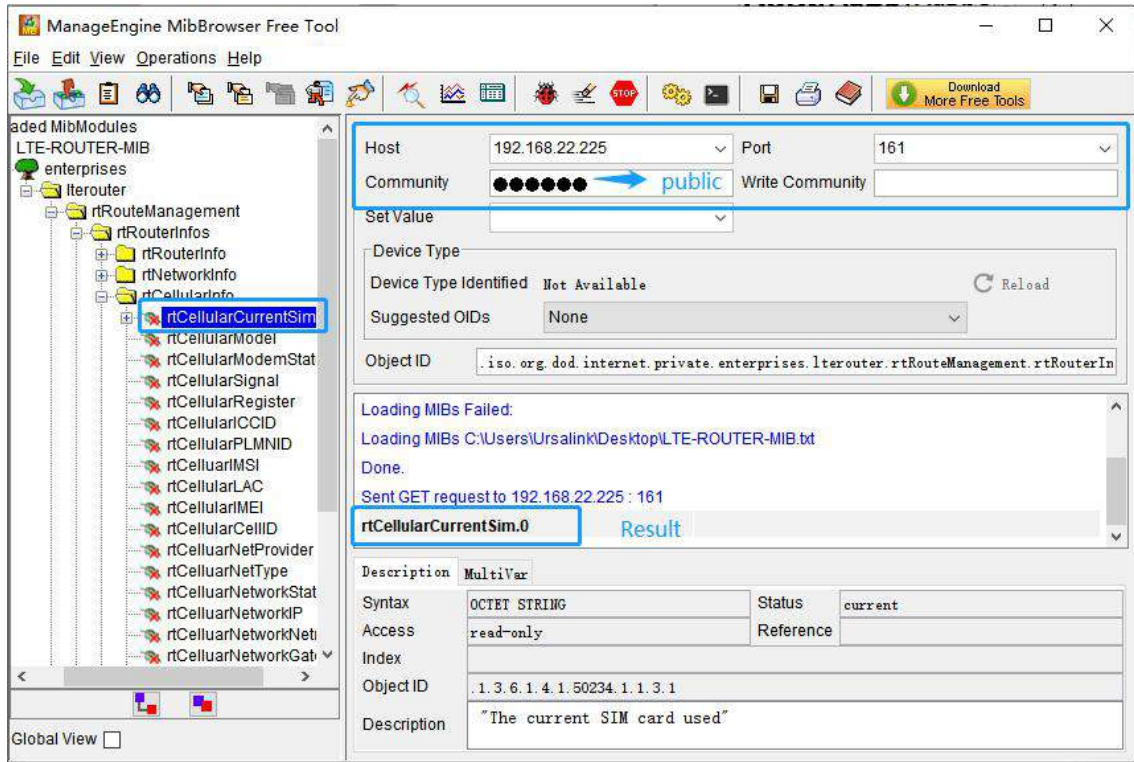 ManageEngine MibBrowser Free Tool
File Edit View Operations Help
STOP
Download
More Free Tools
aded MibModules
LTE-ROUTER-MIB
enterprises
lterouter
rtRouteManagement
rtRouterInfos
rtRouterInfo
rtNetworkInfo
rtCellularInfo
rtCellularCurrentSim
rtCellularModel
rtCellularModemStat
rtCellularSignal
rtCellularRegister
rtCellularICCID
rtCellularPLMNID
rtCelluarIMSI
rtCellularLAC
rtCellularIMEI
rtCellularCellID
rtCelluarNetProvider
rtCelluarNetType
rtCelluarNetworkStat
rtCelluarNetworkIP
rtCelluarNetworkNet
rtCelluarNetworkGat
Global View
Host 192.168.22.225 Port 161
Community ●●●●●● public Write Community
Set Value
Device Type
Device Type Identified Not Available Reload
Suggested OIDs None
Object ID .iso.org.dod.internet.private.enterprises.lterouter.rtRouteManagement.rtRouterIn
Loading MIBs Failed:
Loading MIBs C:\Users\Ursalink\Desktop\LTE-ROUTER-MIB.txt
Done.
Sent GET request to 192.168.22.225 : 161
rtCellularCurrentSim.0 Result
Description MultiVar
Syntax OCTET STRING Status current
Access read-only Reference
Index
Object ID .1.3.6.1.4.1.50234.1.1.3.1
Description "The current SIM card used"